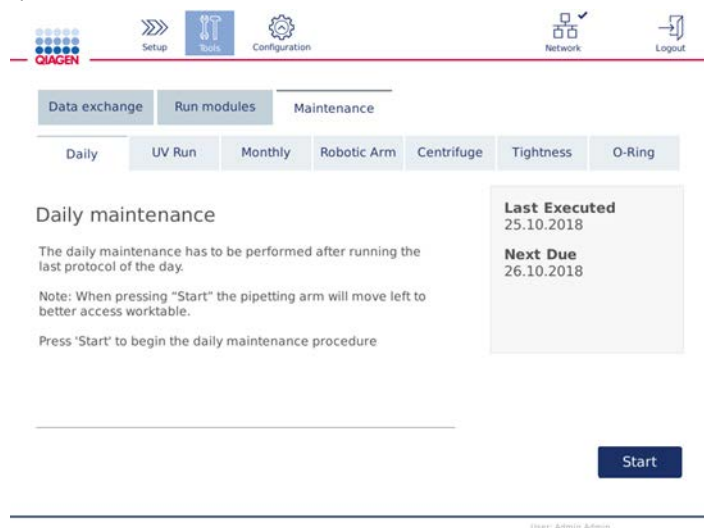 QIAGEN
Setup
Tools
Configuration
Network
Logout
Data exchange
Run modules
Maintenance
Daily
UV Run
Monthly
Robotic Arm
Centrifuge
Tightness
O-Ring
Daily maintenance
The daily maintenance has to be performed after running the
last protocol of the day.
Note: When pressing "Start" the pipetting arm will move left to
better access worktable.
Press 'Start' to begin the daily maintenance procedure
Last Executed
25.10.2018
Next Due
26.10.2018
Start
User: Admin Admin